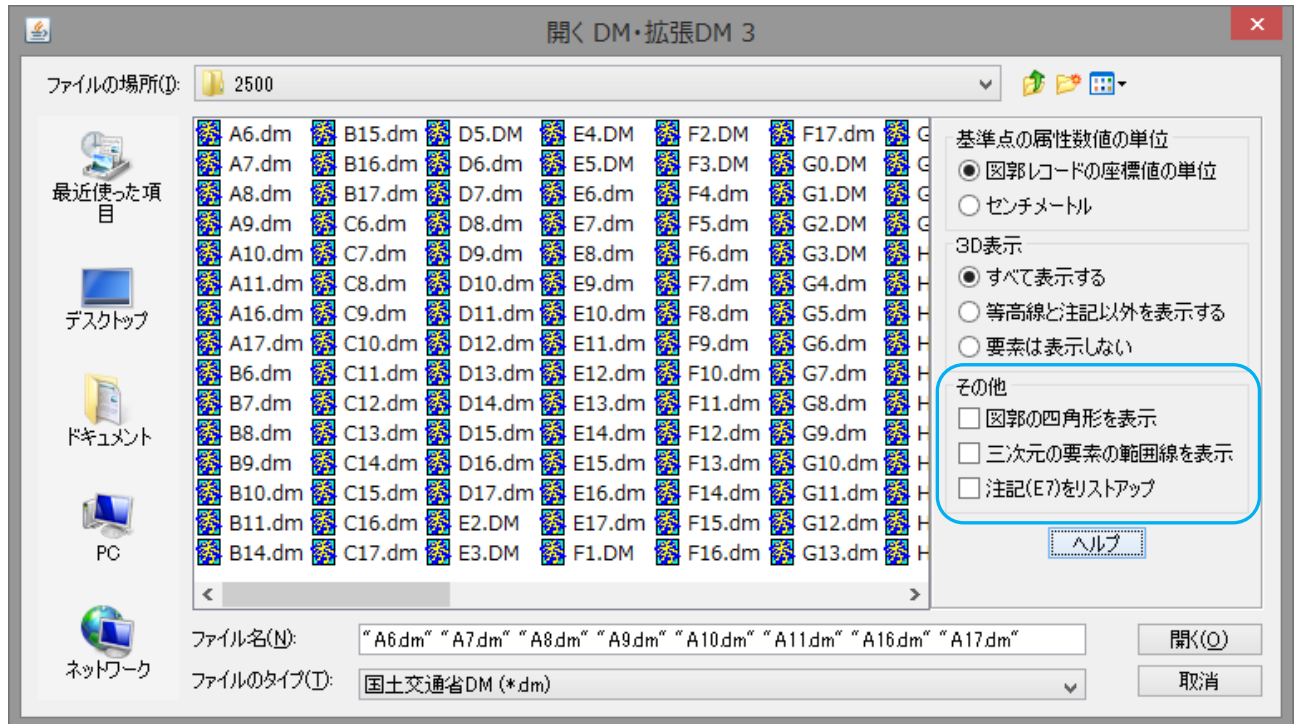 開く DM・拡張DM 3
×
ファイルの場所(I):
2500
最近使った項
目
デスクトップ
ドキュメント
PC
ネットワーク
A6.dm B15.dm D5.DM E4.DM F2.DM F17.dm G
A7.dm B16.dm D6.dm E5.DM F3.DM G0.DM G
A8.dm B17.dm D7.dm E6.dm F4.dm G1.DM G
A9.dm C6.dm D8.dm E7.dm F5.dm G2.DM G
A10.dm C7.dm D9.dm E8.dm F6.dm G3.DM H
A11.dm C8.dm D10.dm E9.dm F7.dm G4.dm H
A16.dm C9.dm D11.dm E10.dm F8.dm G5.dm H
A17.dm C10.dm D12.dm E11.dm F9.dm G6.dm H
B6.dm C11.dm D13.dm E12.dm F10.dm G7.dm H
B7.dm C12.dm D14.dm E13.dm F11.dm G8.dm H
B8.dm C13.dm D15.dm E14.dm F12.dm G9.dm H
B9.dm C14.dm D16.dm E15.dm F13.dm G10.dm H
B10.dm C15.dm D17.dm E16.dm F14.dm G11.dm H
B11.dm C16.dm E2.DM E17.dm F15.dm G12.dm H
B14.dm C17.dm E3.DM F1.DM F16.dm G13.dm H
基準点の属性数値の単位
図郭レコードの座標値の単位
センチメートル
3D表示
すべて表示する
等高線と注記以外を表示する
要素は表示しない
その他
図郭の四角形を表示
三次元の要素の範囲線を表示
注記(E7)をリストアップ
ヘルプ
ファイル名(N):
"A6.dm" "A7.dm" "A8.dm" "A9.dm" "A10.dm" "A11.dm" "A16.dm" "A17.dm"
開く(O)
ファイルのタイプ(T):
国土交通省DM (*.dm)
取消